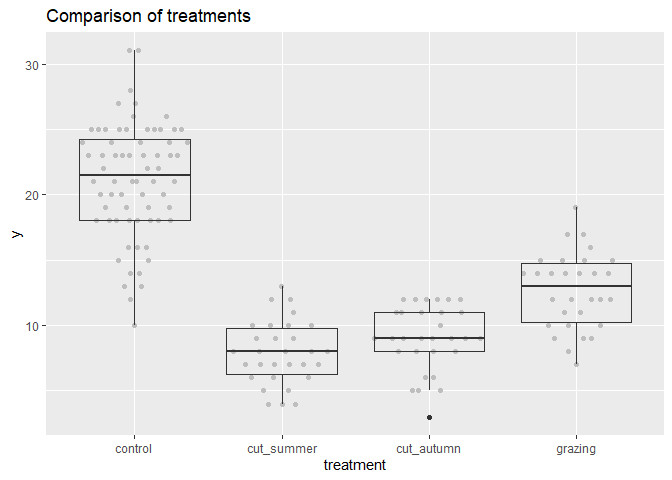 Comparison of treatments
30
20
10
y
control cut_summer cut_autumn grazing
treatment